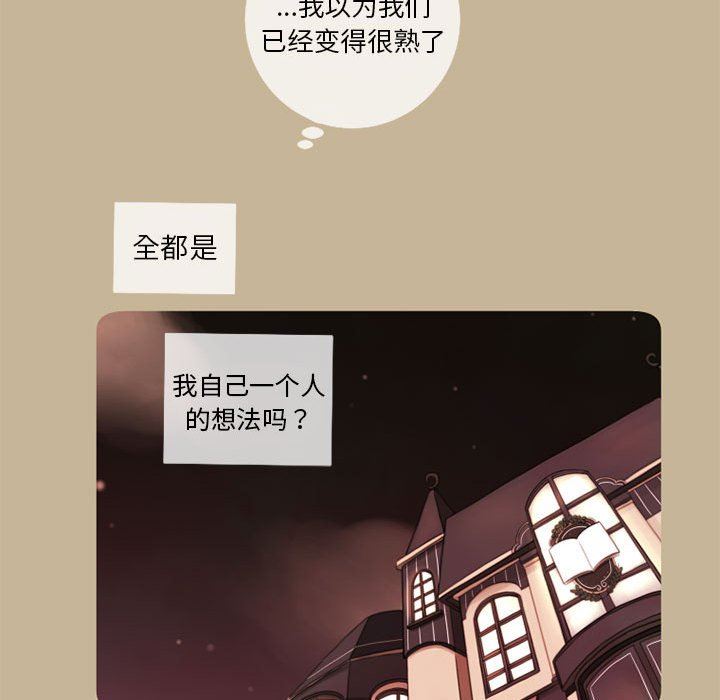 ...我以为我们
已经变得很熟了
全都是
我自己一个人
的想法吗？